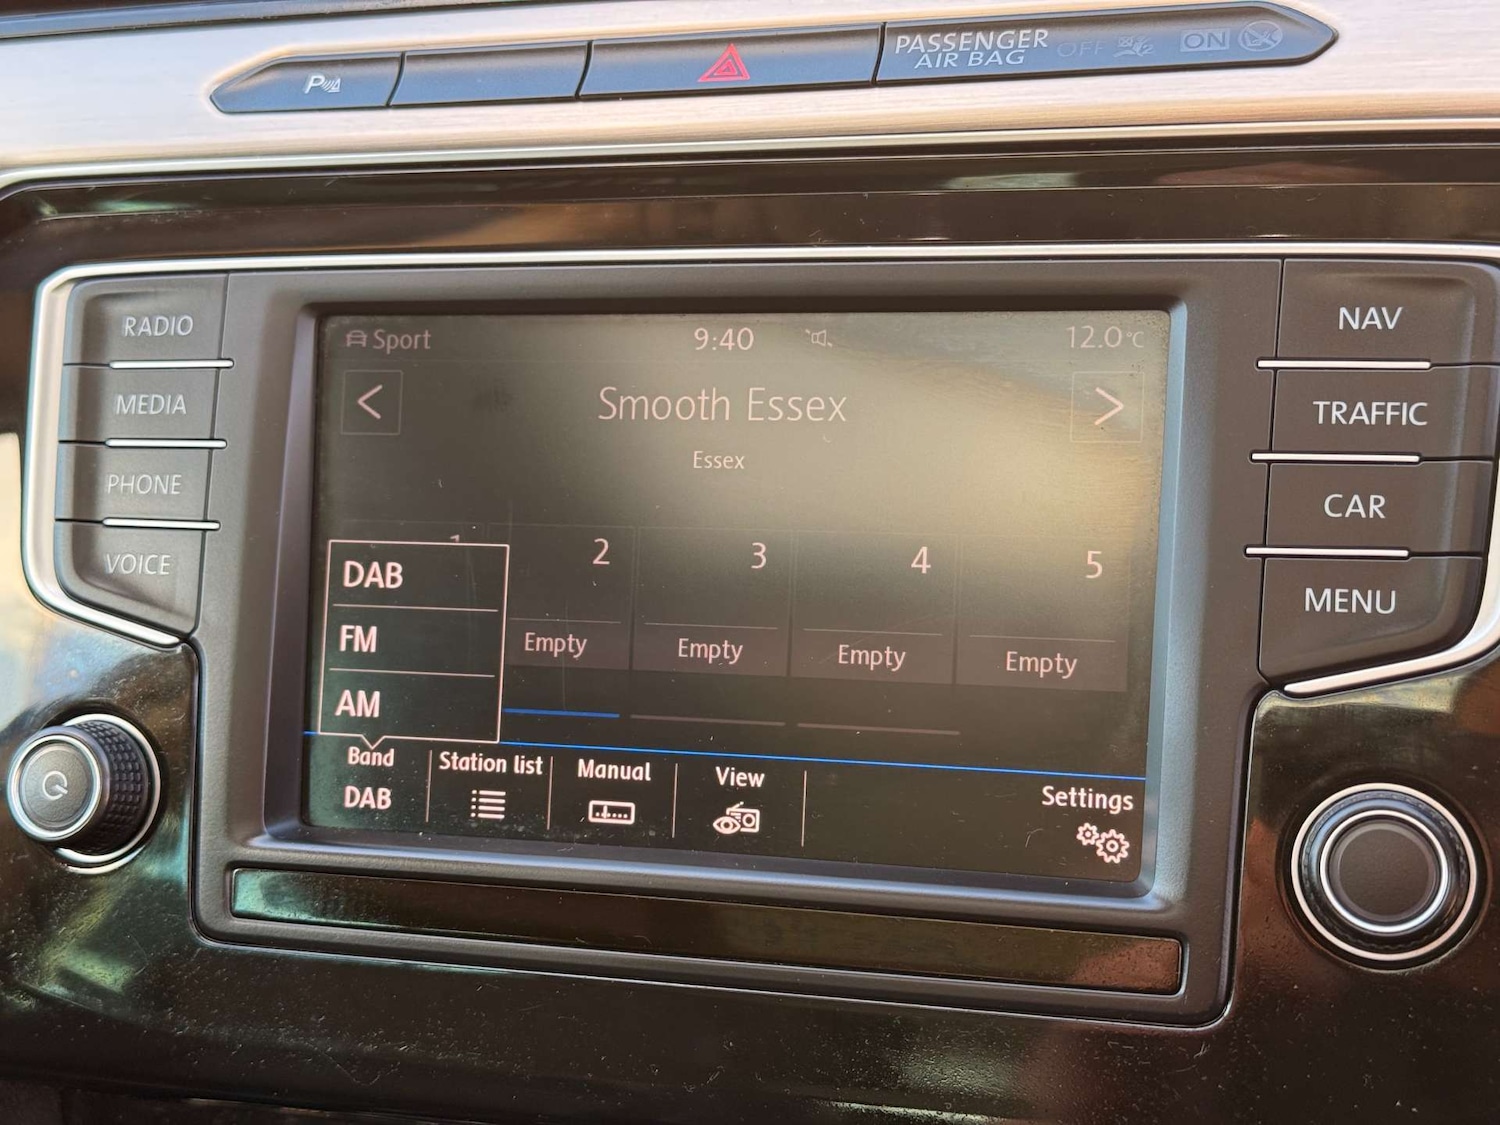 P
PASSENGER
AIR BAG
OFF
2
ON
RADIO
MEDIA
PHONE
VOICE
Sport
9:40
12.0°C
Smooth Essex
Essex
1
2
3
4
5
Empty
Empty
Empty
Empty
DAB
FM
AM
Band
DAB
Station list
Manual
View
Settings
NAV
TRAFFIC
CAR
MENU